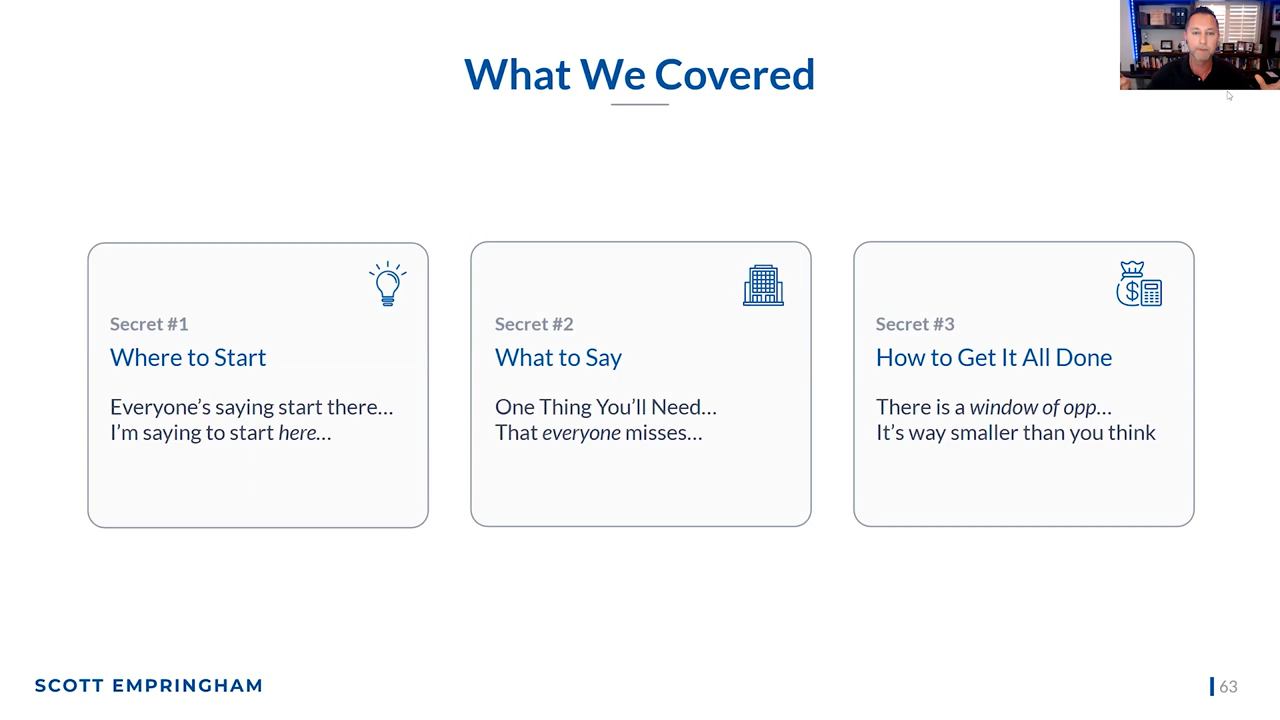 What We Covered
Secret #1
Where to Start
Everyone’s saying start there...
I’m saying to start here...
Secret #2
What to Say
One Thing You’ll Need...
That everyone misses...
Secret #3
How to Get It All Done
There is a window of opp...
It’s way smaller than you think
SCOTT EMPRINGHAM
63